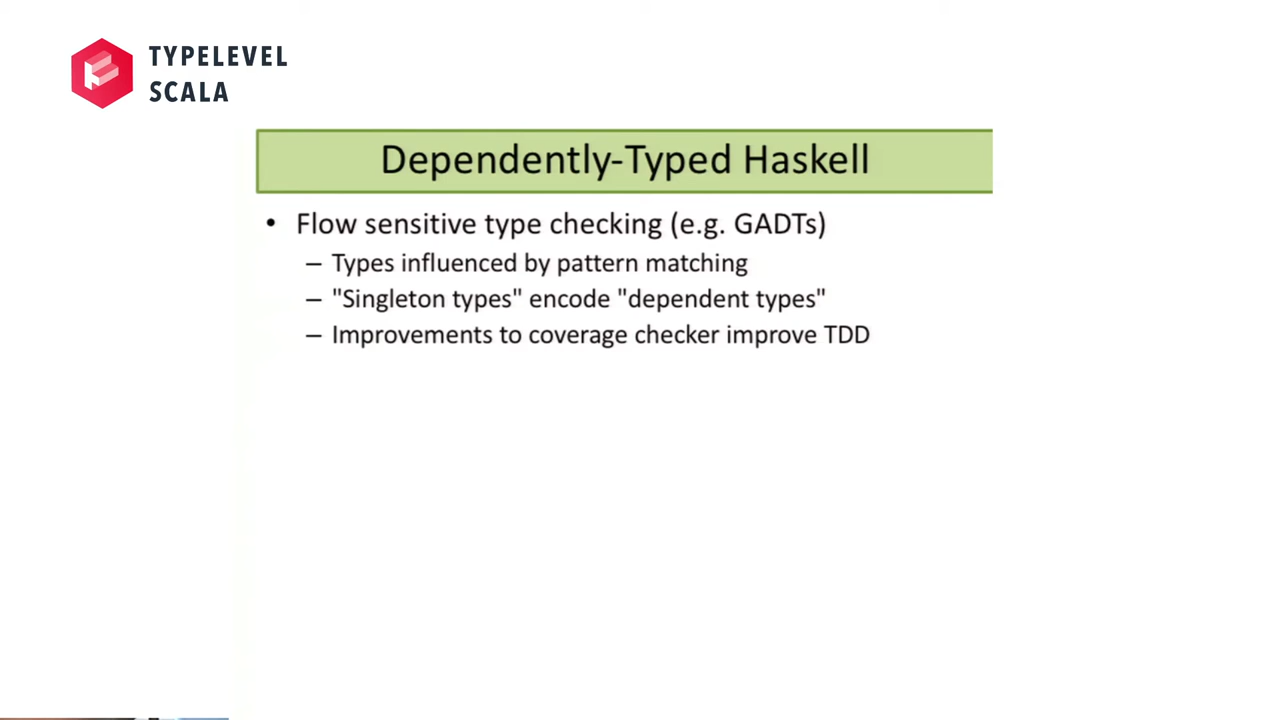 TYPELEVEL
SCALA
Dependently-Typed Haskell
• Flow sensitive type checking (e.g. GADTs)
– Types influenced by pattern matching
– "Singleton types" encode "dependent types"
– Improvements to coverage checker improve TDD